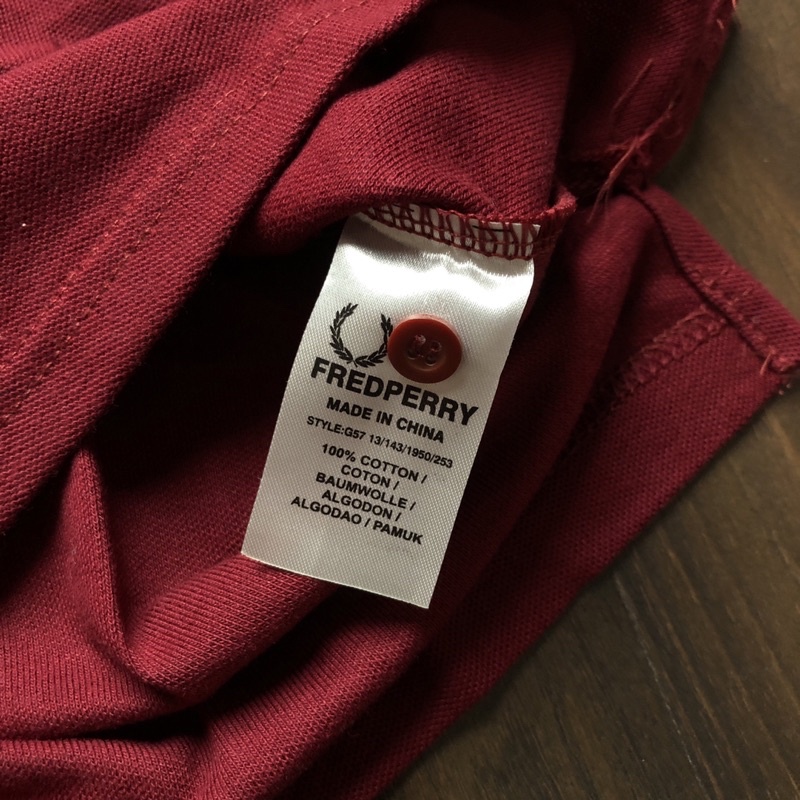 FREDPERRY
MADE IN CHINA
STYLE:G57 13/143/1950/253
100% COTTON /
COTON /
BAUMWOLLE /
ALGODON /
ALGODAO / PAMUK